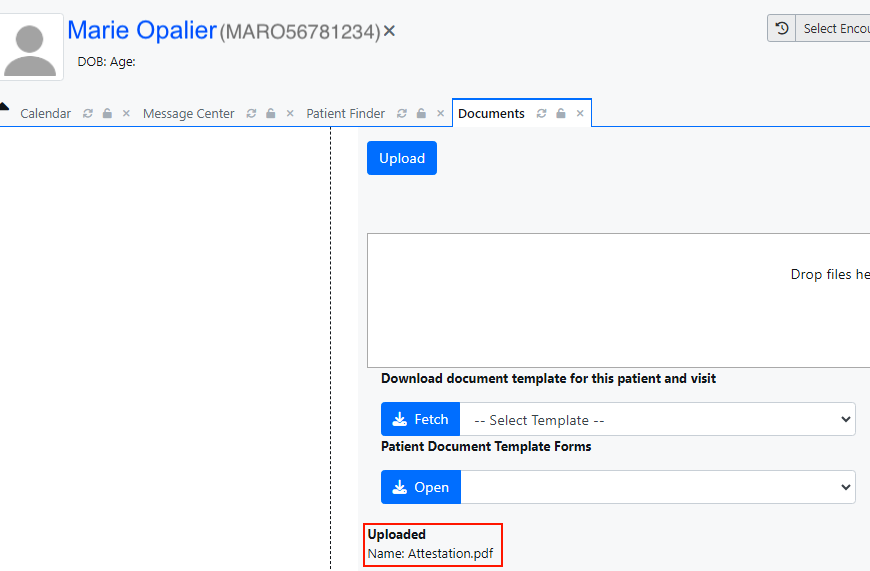 Marie Opalier (MARO56781234)
Select Encou
DOB: Age:
Calendar Message Center Patient Finder Documents
Upload
Drop files he
Download document template for this patient and visit
Fetch -- Select Template --
Patient Document Template Forms
Open
Uploaded
Name: Attestation.pdf